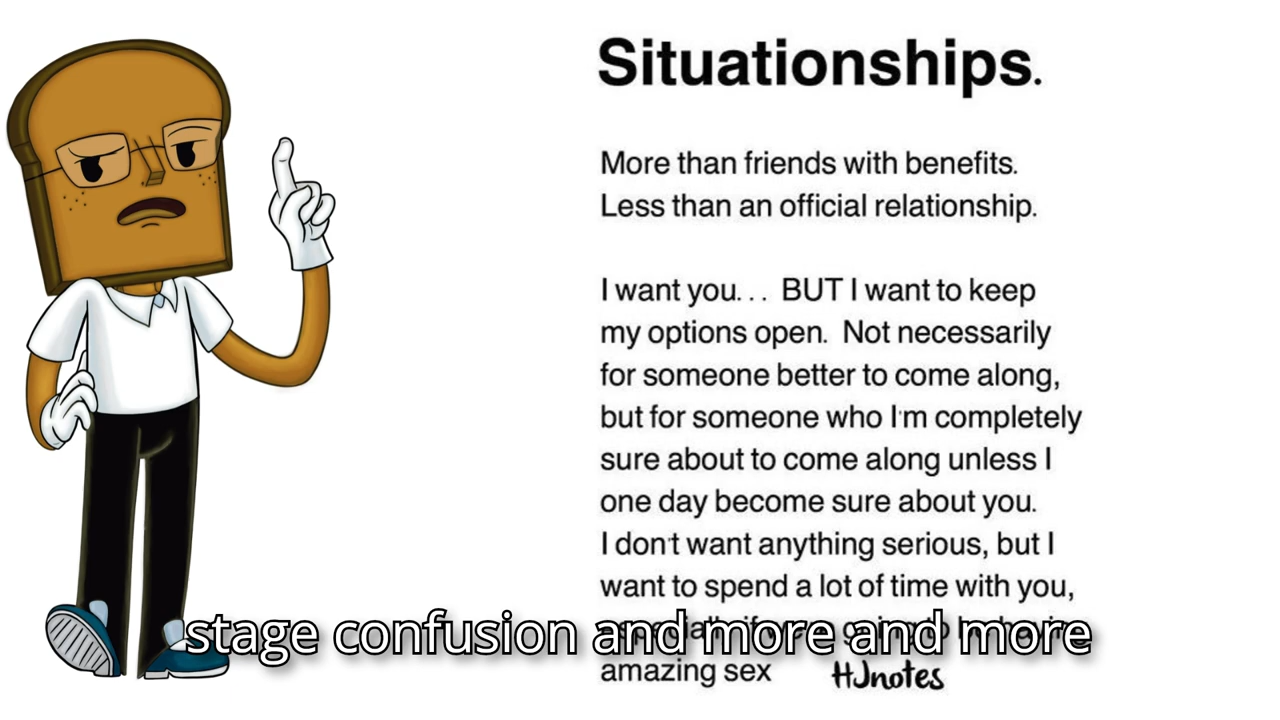 Situationships.
More than friends with benefits.
Less than an official relationship.
I want you... BUT I want to keep
my options open. Not necessarily
for someone better to come along,
but for someone who I'm completely
sure about to come along unless I
one day become sure about you.
I don't want anything serious, but I
want to spend a lot of time with you,
stage confusion and more and more
amazing sex
HJnotes